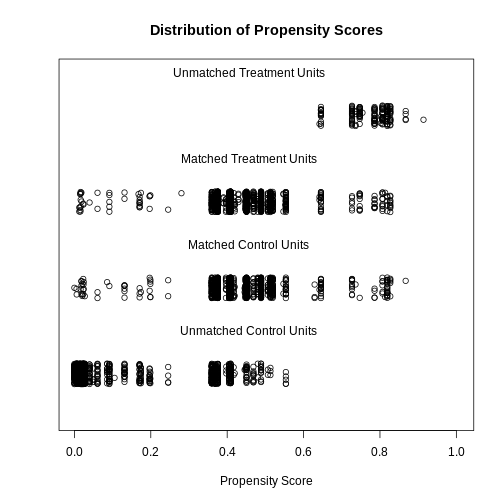 Distribution of Propensity Scores
Unmatched Treatment Units
Matched Treatment Units
Matched Control Units
Unmatched Control Units
0.0 0.2 0.4 0.6 0.8 1.0
Propensity Score